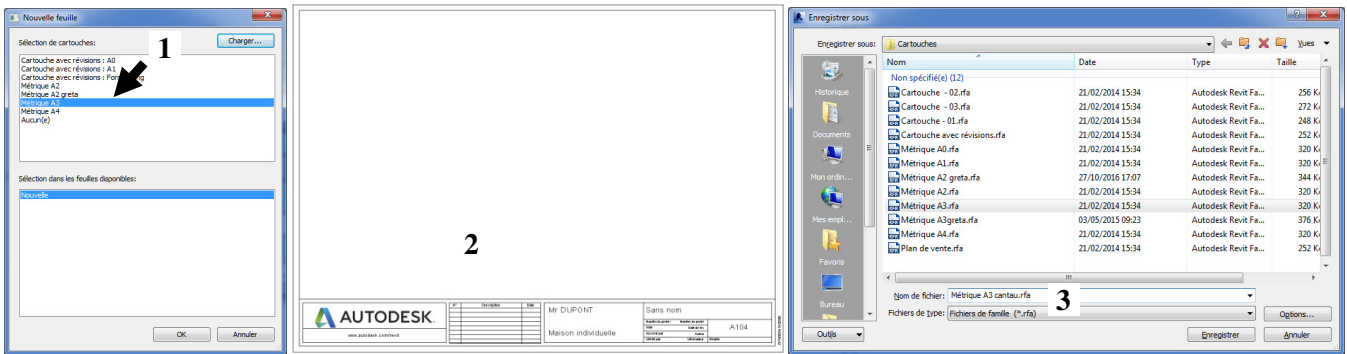 Nouvelle feuille
Sélection de cartouches:
1
Charger...
Cartouche avec révisions : A0
Cartouche avec révisions : A1
Cartouche avec révisions :
Métrique A2
Métrique A2 greta
Métrique A3
Métrique A4
Aucun(e)
Sélection dans les feuilles disponibles:
Nouvelle
OK
Annuler
2
AUTODESK
www.autodesk.com/revit
N°
Description
Date
Mr DUPONT
Maison individuelle
Sans nom
A104
Enregistrer sous
Enregistrer sous:
Cartouches
Vues
Nom
Date
Type
Taille
Non spécifié(e) (12)
Cartouche - 02.rfa 21/02/2014 15:34 Autodesk Revit Fa... 256 K
Cartouche - 03.rfa 21/02/2014 15:34 Autodesk Revit Fa... 272 K
Cartouche - 01.rfa 21/02/2014 15:34 Autodesk Revit Fa... 248 K
Cartouche avec révisions.rfa 21/02/2014 15:34 Autodesk Revit Fa... 252 K
Métrique A0.rfa 21/02/2014 15:34 Autodesk Revit Fa... 320 K
Métrique A1.rfa 21/02/2014 15:34 Autodesk Revit Fa... 320 K
Métrique A2 greta.rfa 27/10/2016 17:07 Autodesk Revit Fa... 344 K
Métrique A2.rfa 21/02/2014 15:34 Autodesk Revit Fa... 320 K
Métrique A3.rfa 21/02/2014 15:34 Autodesk Revit Fa... 320 K
Métrique A3greta.rfa 03/05/2015 09:23 Autodesk Revit Fa... 376 K
Métrique A4.rfa 21/02/2014 15:34 Autodesk Revit Fa... 320 K
Plan de vente.rfa 21/02/2014 15:34 Autodesk Revit Fa... 252 K
Historique
Documents
Mon ordin...
Mes empl...
Favoris
Bureau
Nom de fichier: Métrique A3 cantau.rfa
3
Fichiers de type: Fichiers de famille (*.rfa)
Options...
Outils
Enregistrer
Annuler